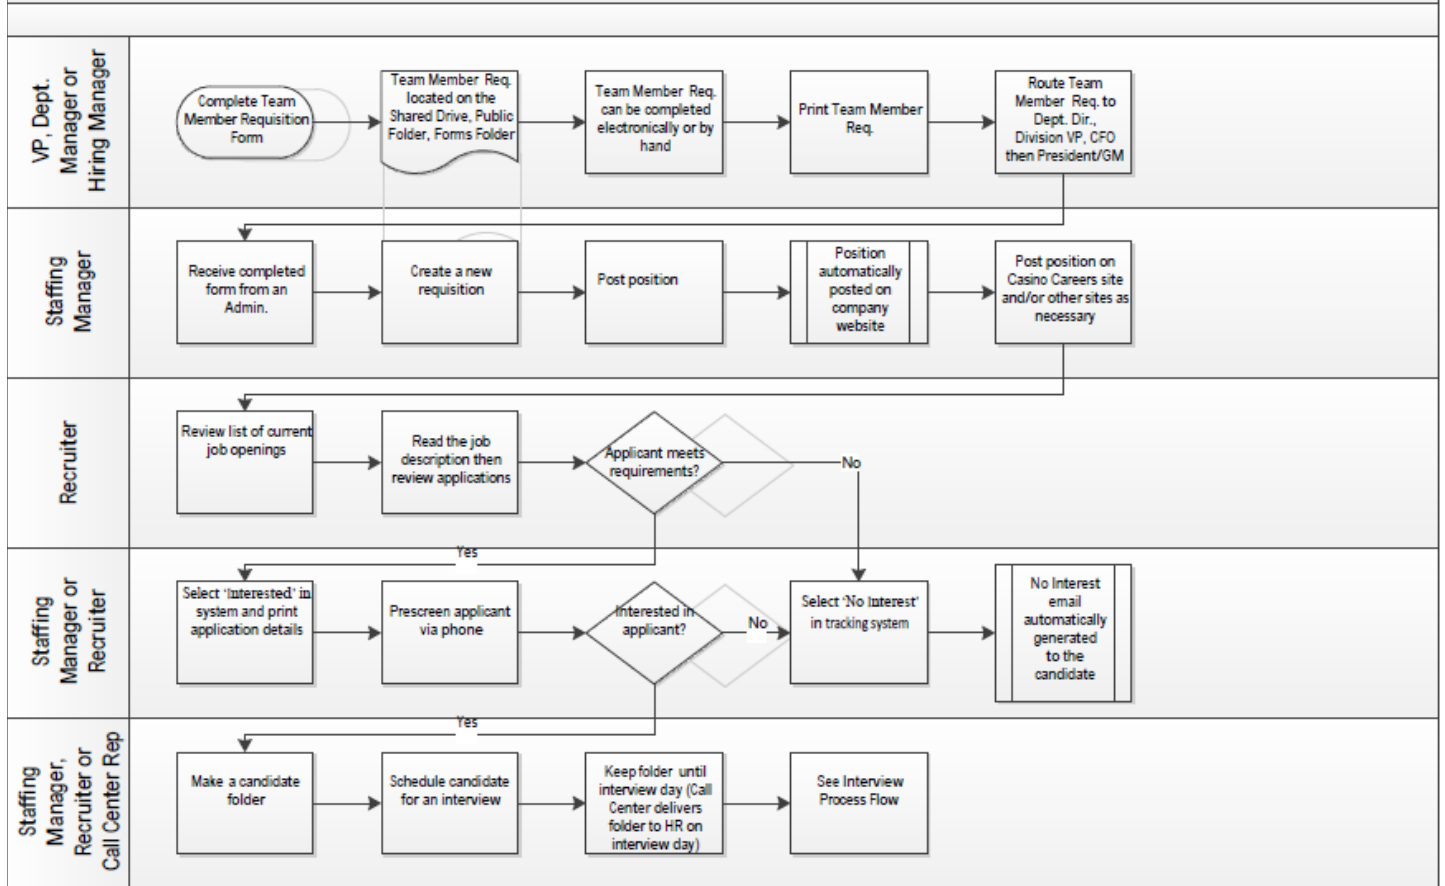 VP, Dept.
Manager or
Hiring Manager
Complete Team
Member Requisition
Form
Team Member Req.
located on the
Shared Drive, Public
Folder, Forms Folder
Team Member Req.
can be completed
electronically or by
hand
Print Team Member
Req.
Route Team
Member Req. to
Dept. Dir.,
Division VP, CFO
then President/GM
Staffing
Manager
Receive completed
form from an
Admin.
Create a new
requisition
Post position
Position
automatically
posted on
company
website
Post position on
Casino Careers site
and/or other sites as
necessary
Recruiter
Review list of current
job openings
Read the job
description then
review applications
Applicant meets
requirements?
No
Yes
Staffing
Manager or
Recruiter
Select 'Interested' in
system and print
application details
Prescreen applicant
via phone
Interested in
applicant?
No
Select 'No Interest'
in tracking system
No Interest
email
automatically
generated
to the
candidate
Yes
Staffing
Manager,
Recruiter or
Call Center Rep
Make a candidate
folder
Schedule candidate
for an interview
Keep folder until
interview day (Call
Center delivers
folder to HR on
interview day)
See Interview
Process Flow